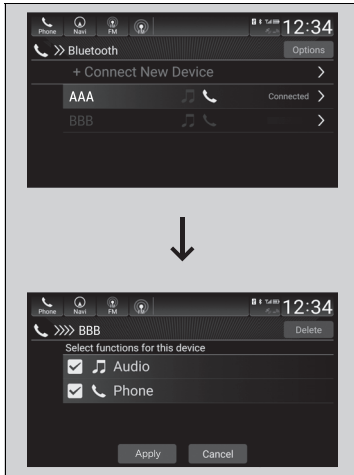 Phone Navi FM 12:34
Bluetooth Options
+ Connect New Device
AAA Connected
BBB
Phone Navi FM 12:34
BBB Delete
Select functions for this device
Audio
Phone
Apply Cancel